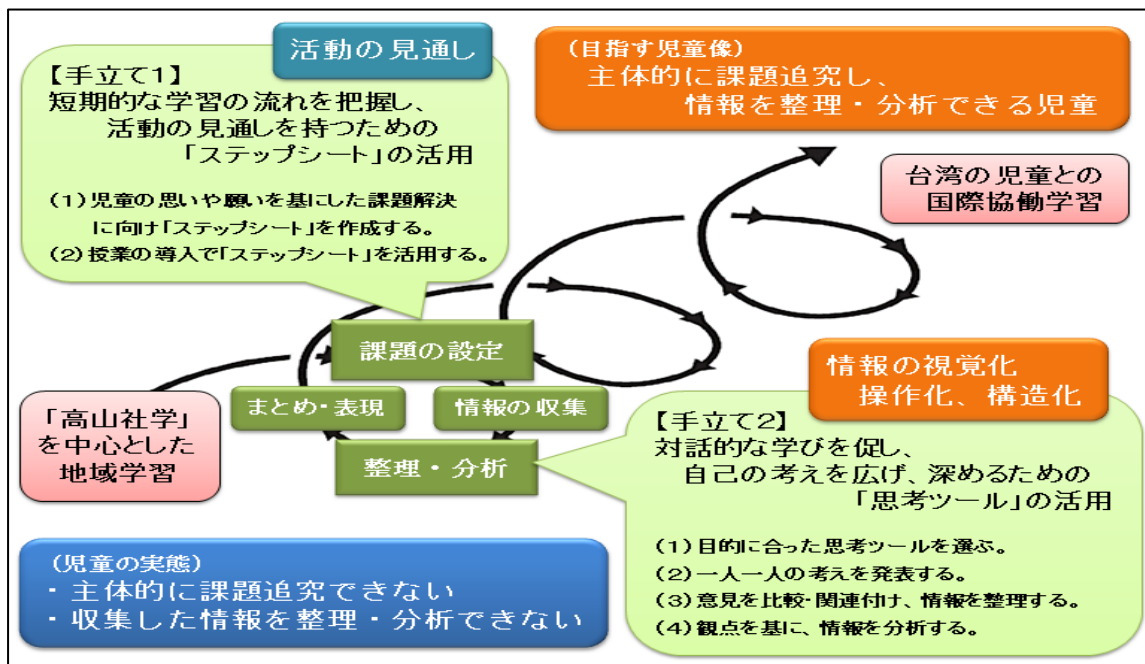 活動の見通し
【手立て1】
短期的な学習の流れを把握し、
活動の見通しを持つための
「ステップシート」の活用
(1)児童の思いや願いを基にした課題解決
に向け「ステップシート」を作成する。
(2)授業の導入で「ステップシート」を活用する。
(目指す児童像)
主体的に課題追究し、
情報を整理・分析できる児童
台湾の児童との
国際協働学習
課題の設定
まとめ・表現
情報の収集
整理・分析
「高山社学」
を中心とした
地域学習
情報の視覚化
操作化、構造化
【手立て2】
対話的な学びを促し、
自己の考えを広げ、深めるための
「思考ツール」の活用
(1)目的に合った思考ツールを選ぶ。
(2)一人一人の考えを発表する。
(3)意見を比較・関連付け、情報を整理する。
(4)観点を基に、情報を分析する。
(児童の実態)
・主体的に課題追究できない
・収集した情報を整理・分析できない